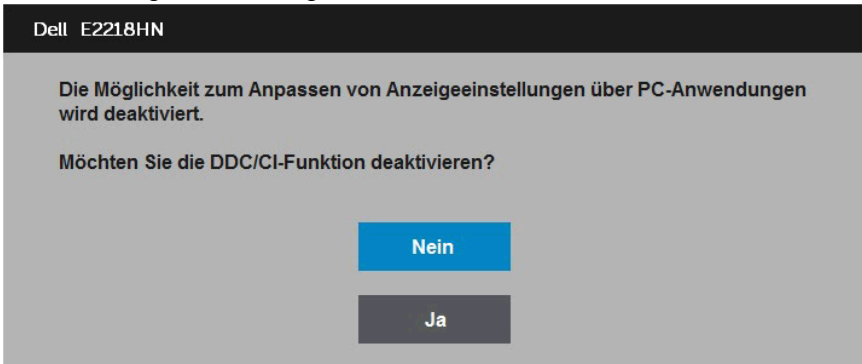 Dell E2218HN
Die Möglichkeit zum Anpassen von Anzeigeeinstellungen über PC-Anwendungen
wird deaktiviert.
Möchten Sie die DDC/CI-Funktion deaktivieren?
Nein
Ja